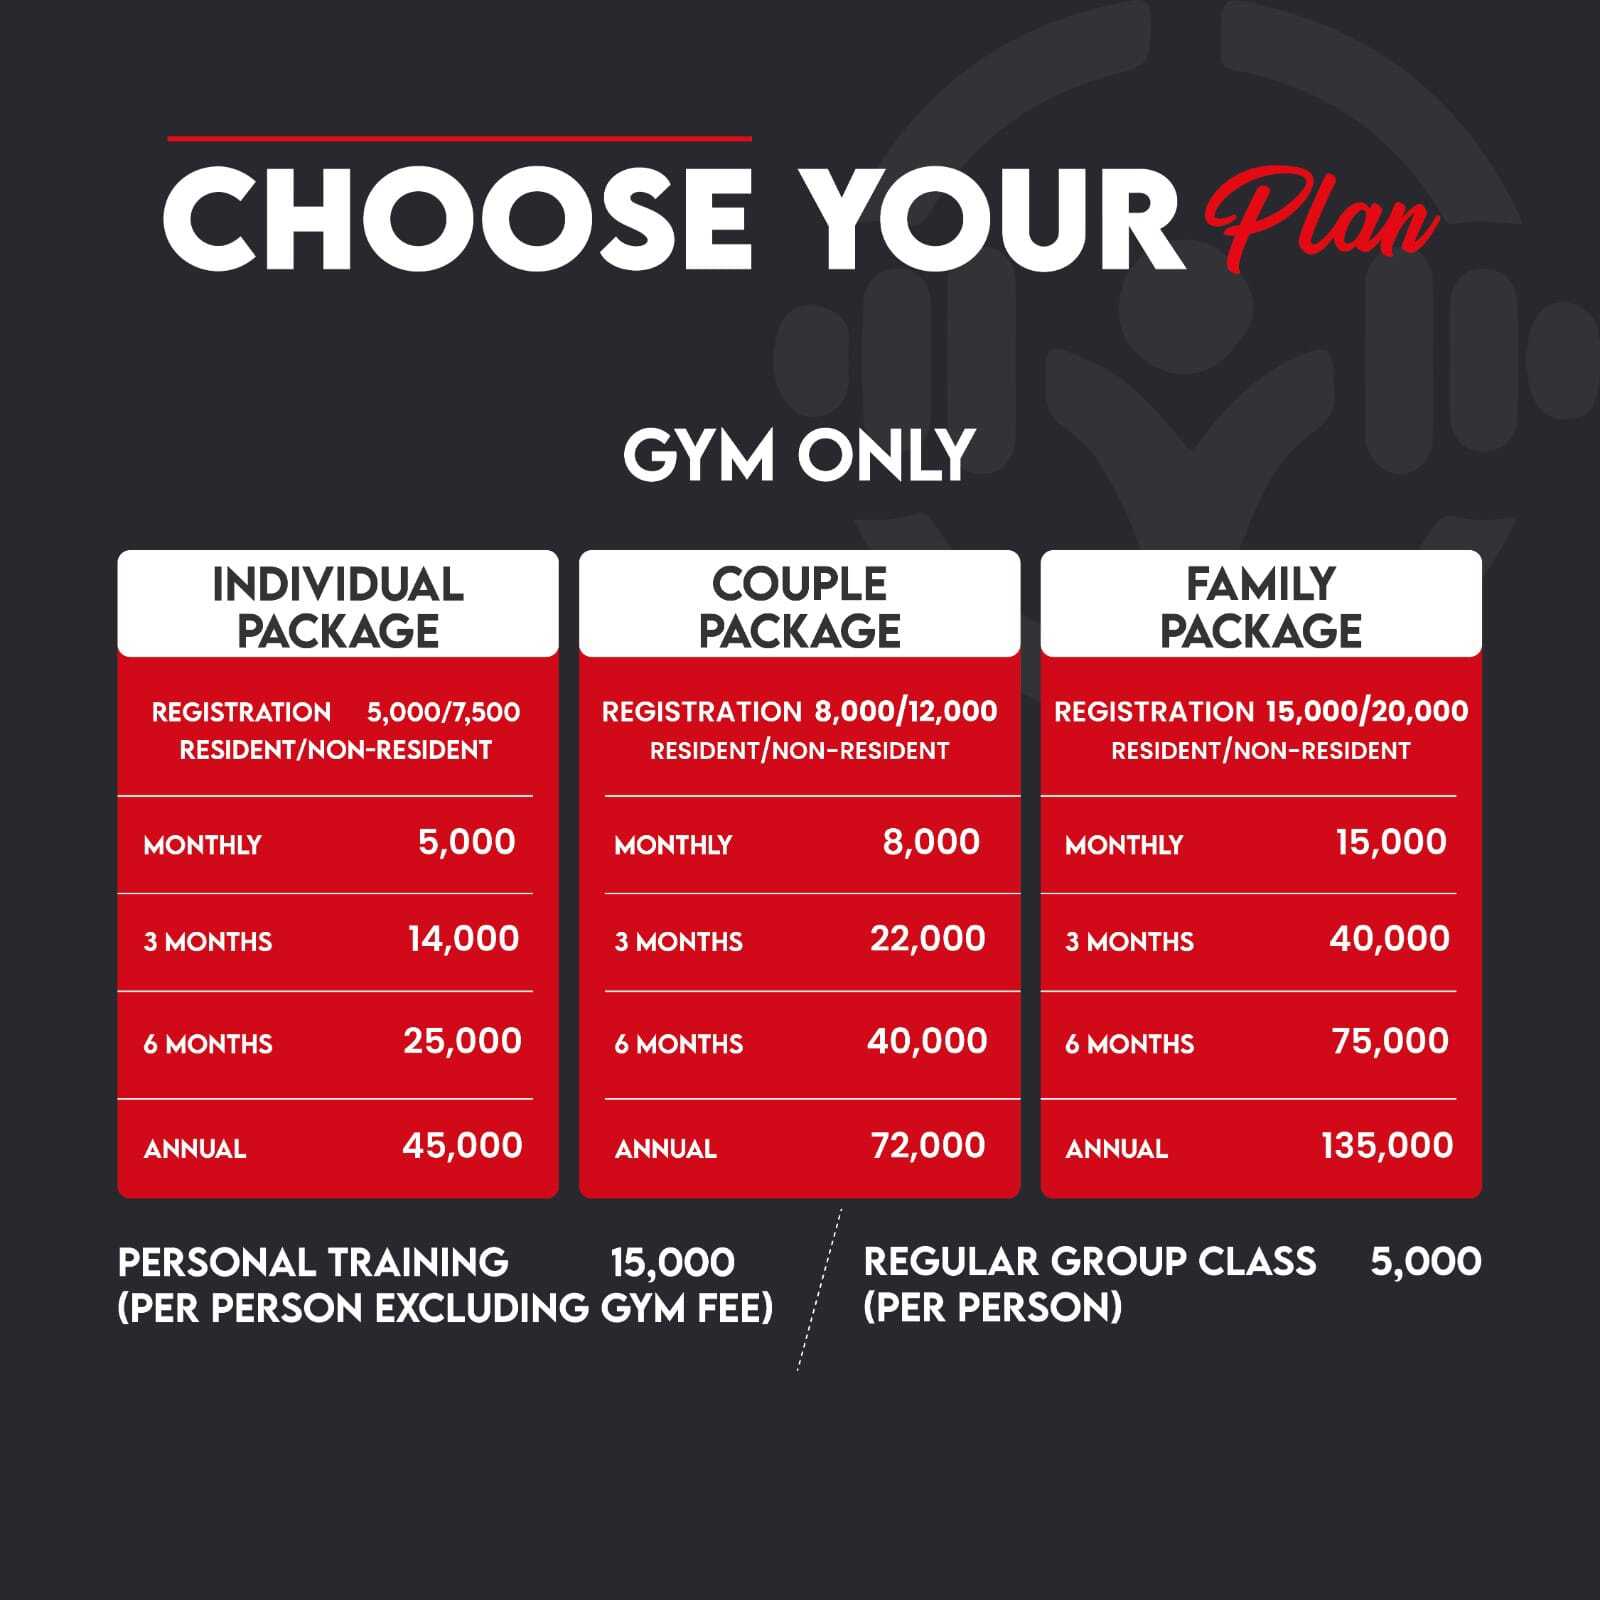 CHOOSE YOUR Plan
GYM ONLY
INDIVIDUAL
PACKAGE
REGISTRATION 5,000/7,500
RESIDENT/NON-RESIDENT
MONTHLY 5,000
3 MONTHS 14,000
6 MONTHS 25,000
ANNUAL 45,000
COUPLE
PACKAGE
REGISTRATION 8,000/12,000
RESIDENT/NON-RESIDENT
MONTHLY 8,000
3 MONTHS 22,000
6 MONTHS 40,000
ANNUAL 72,000
FAMILY
PACKAGE
REGISTRATION 15,000/20,000
RESIDENT/NON-RESIDENT
MONTHLY 15,000
3 MONTHS 40,000
6 MONTHS 75,000
ANNUAL 135,000
PERSONAL TRAINING 15,000
(PER PERSON EXCLUDING GYM FEE)
REGULAR GROUP CLASS 5,000
(PER PERSON)